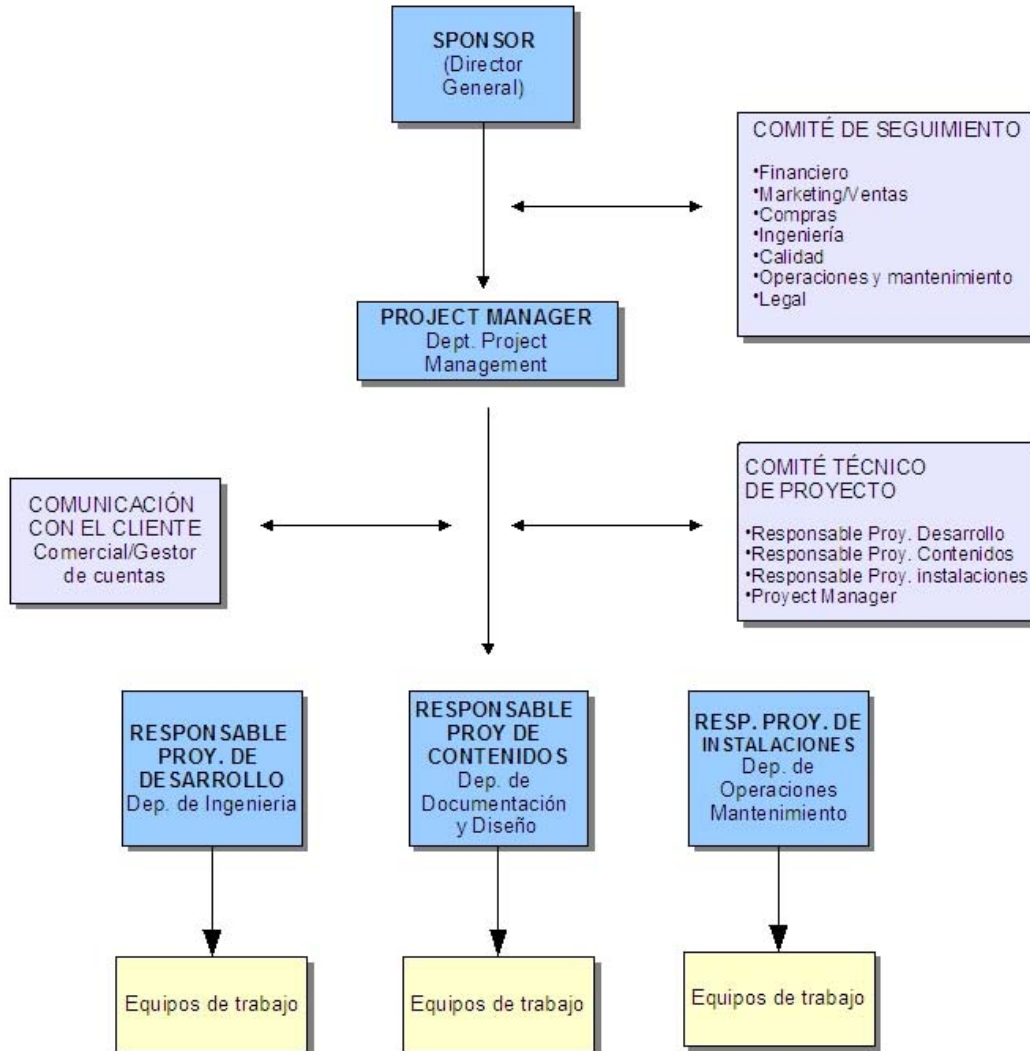 SPONSOR
(Director
General)
COMITÉ DE SEGUIMIENTO
•Financiero
•Marketing/Ventas
•Compras
•Ingeniería
•Calidad
•Operaciones y mantenimiento
•Legal
PROJECT MANAGER
Dept. Project
Management
COMUNICACIÓN
CON EL CLIENTE
Comercial/Gestor
de cuentas
COMITÉ TÉCNICO
DE PROYECTO
•Responsable Proy. Desarrollo
•Responsable Proy. Contenidos
•Responsable Proy. instalaciones
•Proyect Manager
RESPONSABLE
PROY. DE
DESARROLLO
Dep. de Ingenieria
RESPONSABLE
PROY DE
CONTENIDOS
Dep. de
Documentación
y Diseño
RESP. PROY. DE
INSTALACIONES
Dep. de
Operaciones
Mantenimiento
Equipos de trabajo
Equipos de trabajo
Equipos de trabajo